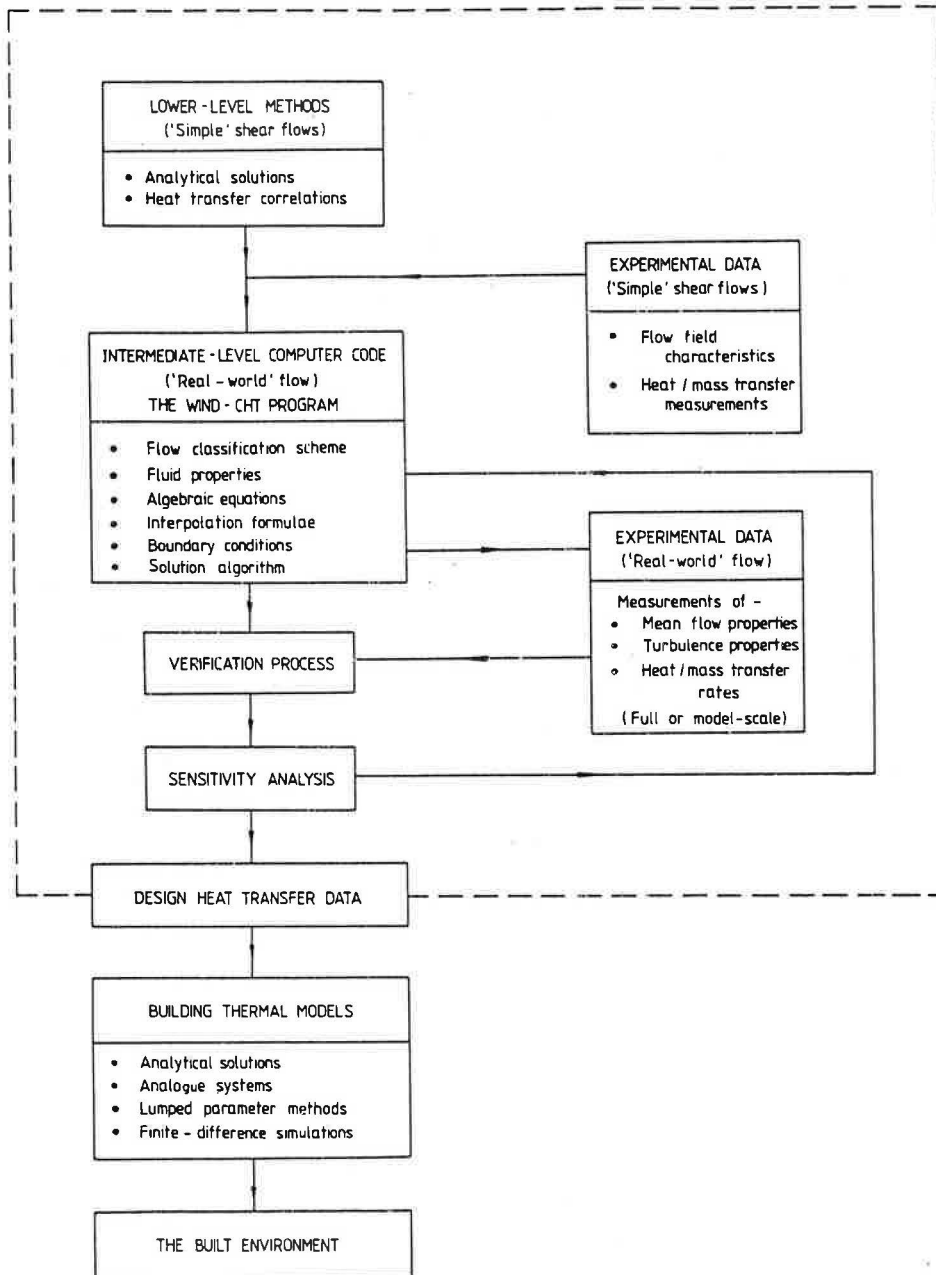 LOWER-LEVEL METHODS
('Simple' shear flows)
• Analytical solutions
• Heat transfer correlations
EXPERIMENTAL DATA
('Simple' shear flows)
• Flow field
characteristics
• Heat / mass transfer
measurements
INTERMEDIATE-LEVEL COMPUTER CODE
('Real-world' flow)
THE WIND-CHT PROGRAM
• Flow classification scheme
• Fluid properties
• Algebraic equations
• Interpolation formulae
• Boundary conditions
• Solution algorithm
EXPERIMENTAL DATA
('Real-world' flow)
Measurements of -
• Mean flow properties
• Turbulence properties
• Heat / mass transfer
rates
(Full or model-scale)
VERIFICATION PROCESS
SENSITIVITY ANALYSIS
DESIGN HEAT TRANSFER DATA
BUILDING THERMAL MODELS
• Analytical solutions
• Analogue systems
• Lumped parameter methods
• Finite-difference simulations
THE BUILT ENVIRONMENT